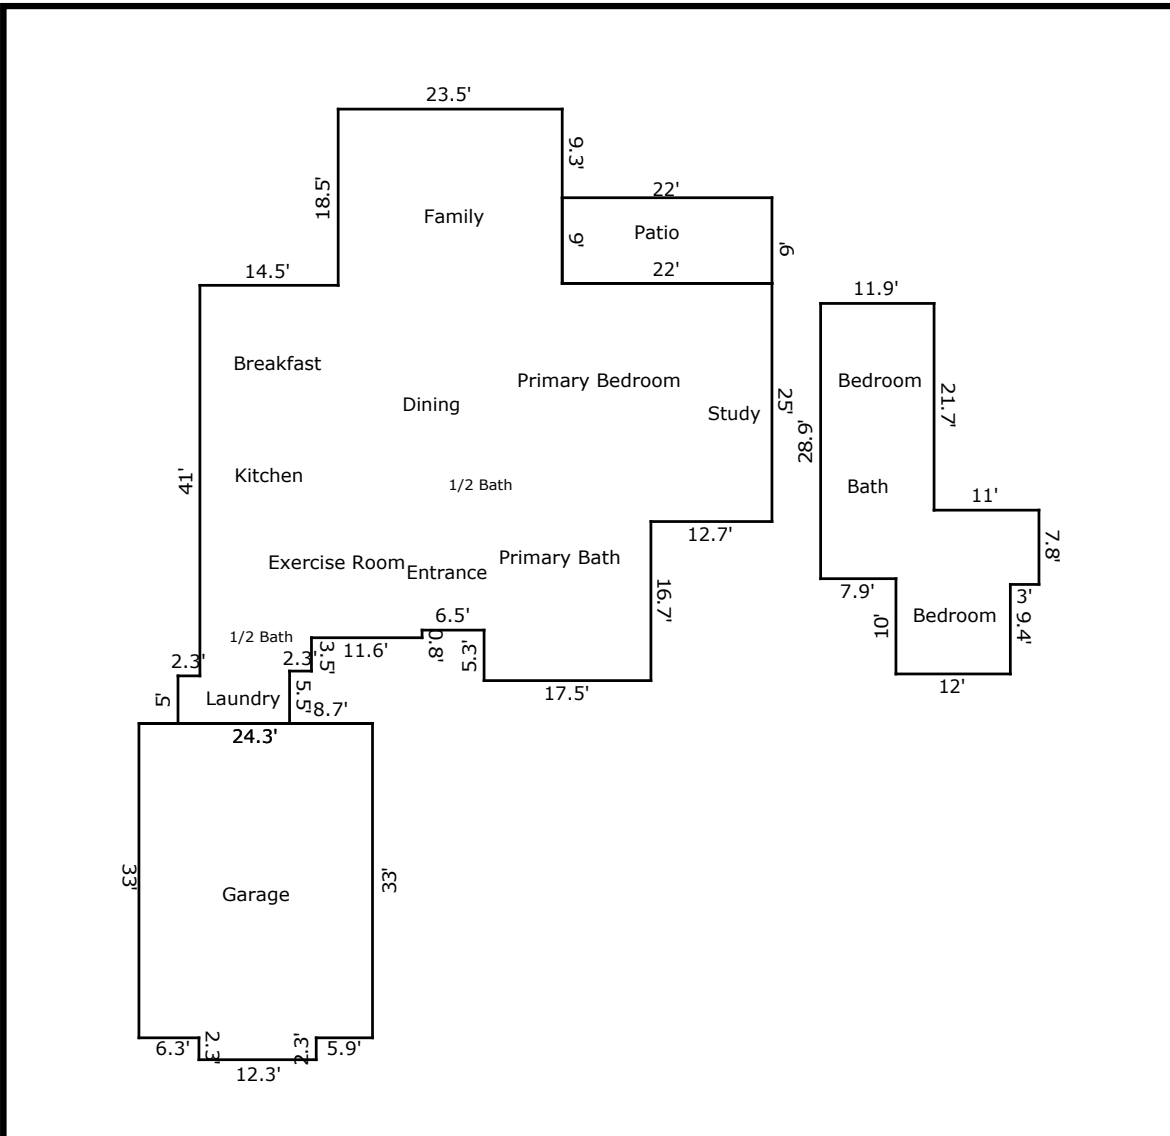 23.5'
9.3'
22'
18.5'
Family
Patio
9'
9'
22'
14.5'
11.9'
Breakfast
Primary Bedroom
Bedroom
Dining
Study
25'
21.7'
28.9'
41'
Kitchen
1/2 Bath
Bath
11'
12.7'
Exercise Room
Entrance
Primary Bath
7.8'
7.9'
16.7'
3'
6.5'
Bedroom
10'
9.4'
1/2 Bath
11.6'
0.8'
5.3'
2.3'
2.3'
3.5'
12'
17.5'
5'
Laundry
5.5'
8.7'
24.3'
33'
33'
Garage
6.3'
2.3'
2.3'
5.9'
12.3'